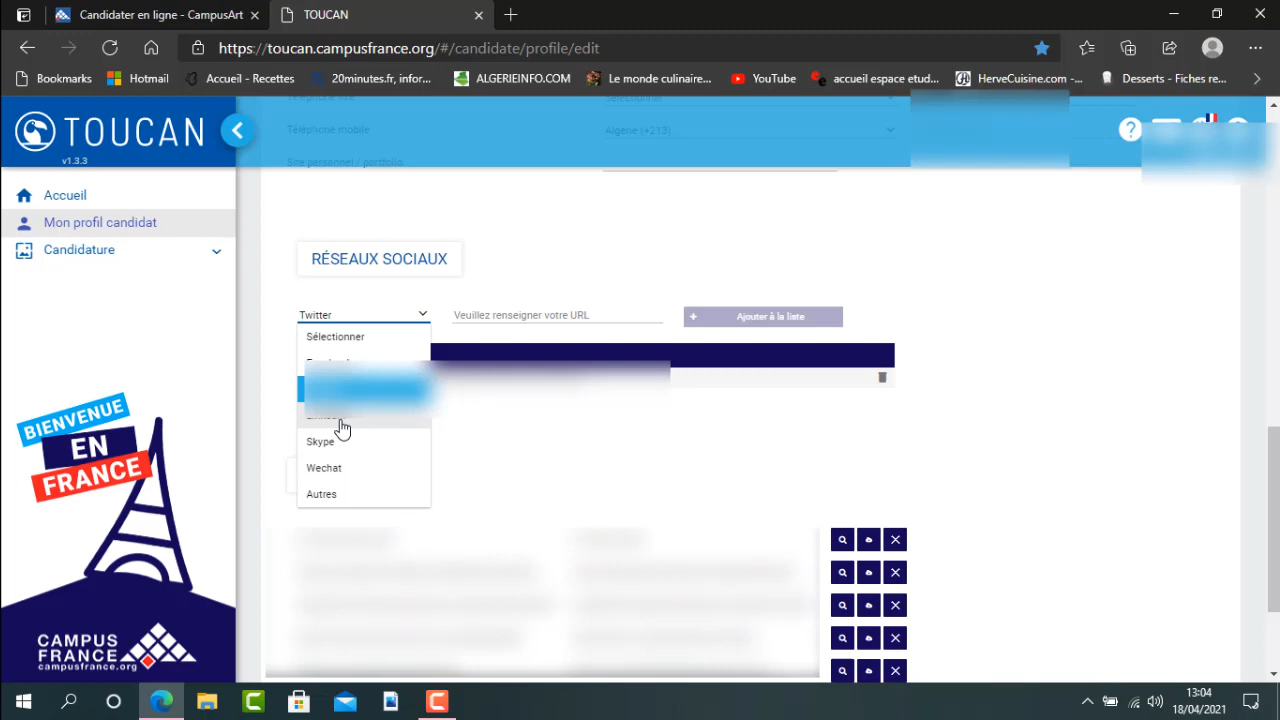 Candidater en ligne - CampusArt
TOUCAN
https://toucan.campusfrance.org/#/candidate/profile/edit
Bookmarks
Hotmail
Accueil - Recettes
20minutes.fr, infor...
ALGERIEINFO.COM
Le monde culinaire...
YouTube
accueil espace etud...
HerveCuisine.com -...
Desserts - Fiches re...
TOUCAN
v1.3.3
Sélectionner
Téléphone mobile
Algérie (+213)
Site personnel / portfolio
Accueil
Mon profil candidat
Candidature
RÉSEAUX SOCIAUX
Twitter
Veuillez renseigner votre URL
+ Ajouter à la liste
Sélectionner
Skype
Wechat
Autres
BIENVENUE
EN
FRANCE
CAMPUS
FRANCE
campusfrance.org
13:04
18/04/2021